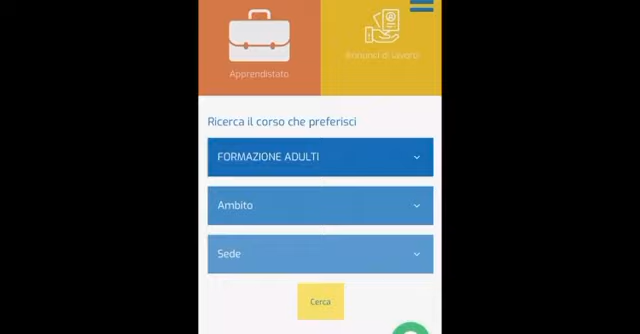 Apprendistato
Annunci di lavoro
Ricerca il corso che preferisci
FORMAZIONE ADULTI
Ambito
Sede
Cerca